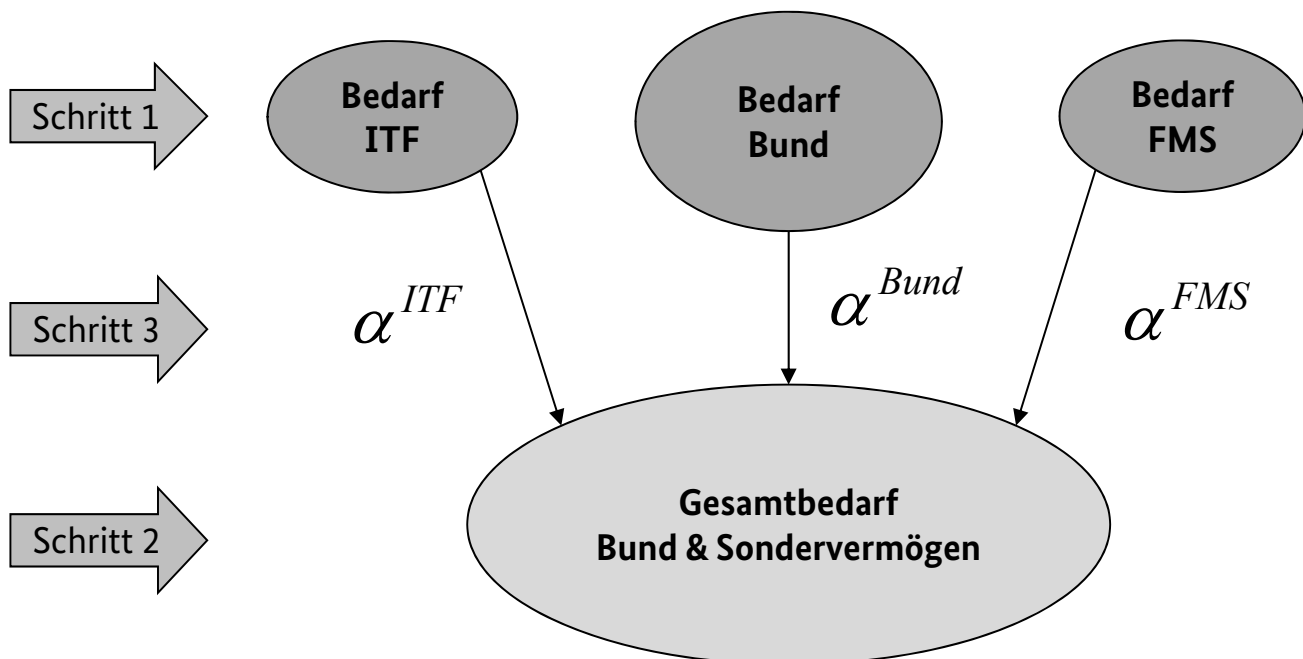 Schritt 1
Bedarf
ITF
Bedarf
Bund
Bedarf
FMS
Schritt 3
α^ITF
α^Bund
α^FMS
Schritt 2
Gesamtbedarf
Bund & Sondervermögen